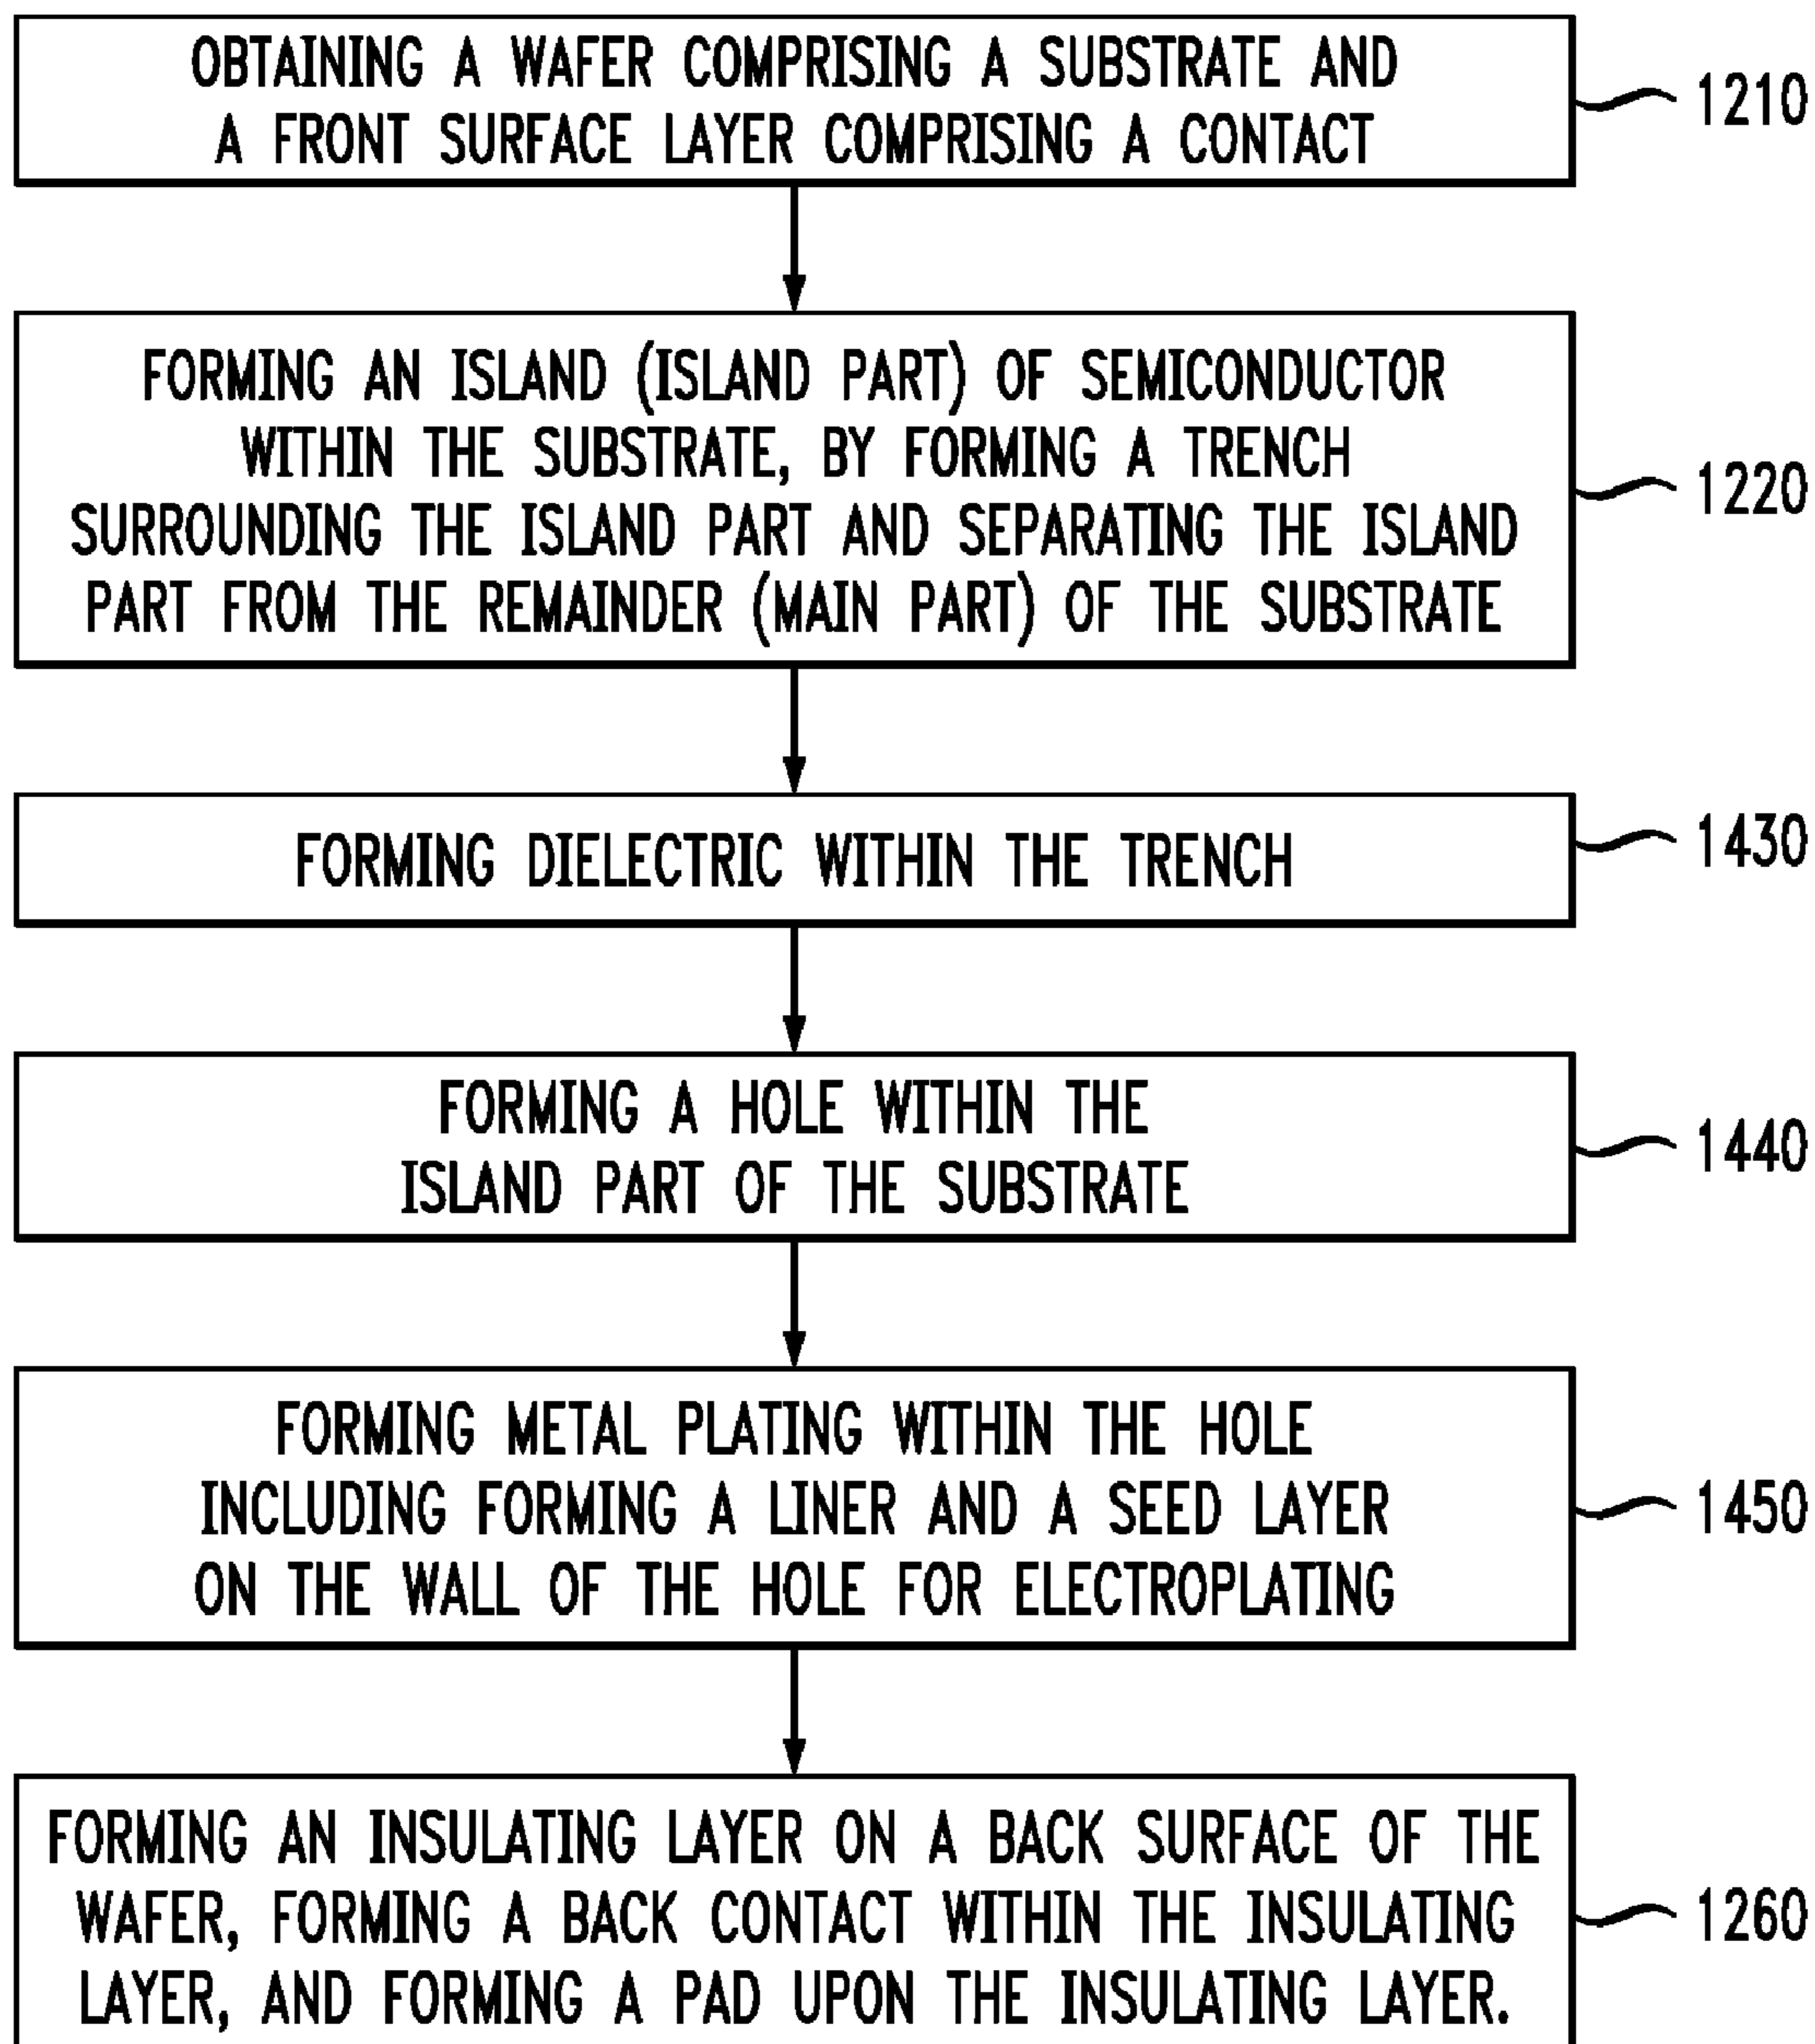 OBTAINING A WAFER COMPRISING A SUBSTRATE AND
A FRONT SURFACE LAYER COMPRISING A CONTACT
1210
FORMING AN ISLAND (ISLAND PART) OF SEMICONDUCTOR
WITHIN THE SUBSTRATE, BY FORMING A TRENCH
SURROUNDING THE ISLAND PART AND SEPARATING THE ISLAND
PART FROM THE REMAINDER (MAIN PART) OF THE SUBSTRATE
1220
FORMING DIELECTRIC WITHIN THE TRENCH
1430
FORMING A HOLE WITHIN THE
ISLAND PART OF THE SUBSTRATE
1440
FORMING METAL PLATING WITHIN THE HOLE
INCLUDING FORMING A LINER AND A SEED LAYER
ON THE WALL OF THE HOLE FOR ELECTROPLATING
1450
FORMING AN INSULATING LAYER ON A BACK SURFACE OF THE
WAFER, FORMING A BACK CONTACT WITHIN THE INSULATING
LAYER, AND FORMING A PAD UPON THE INSULATING LAYER.
1260